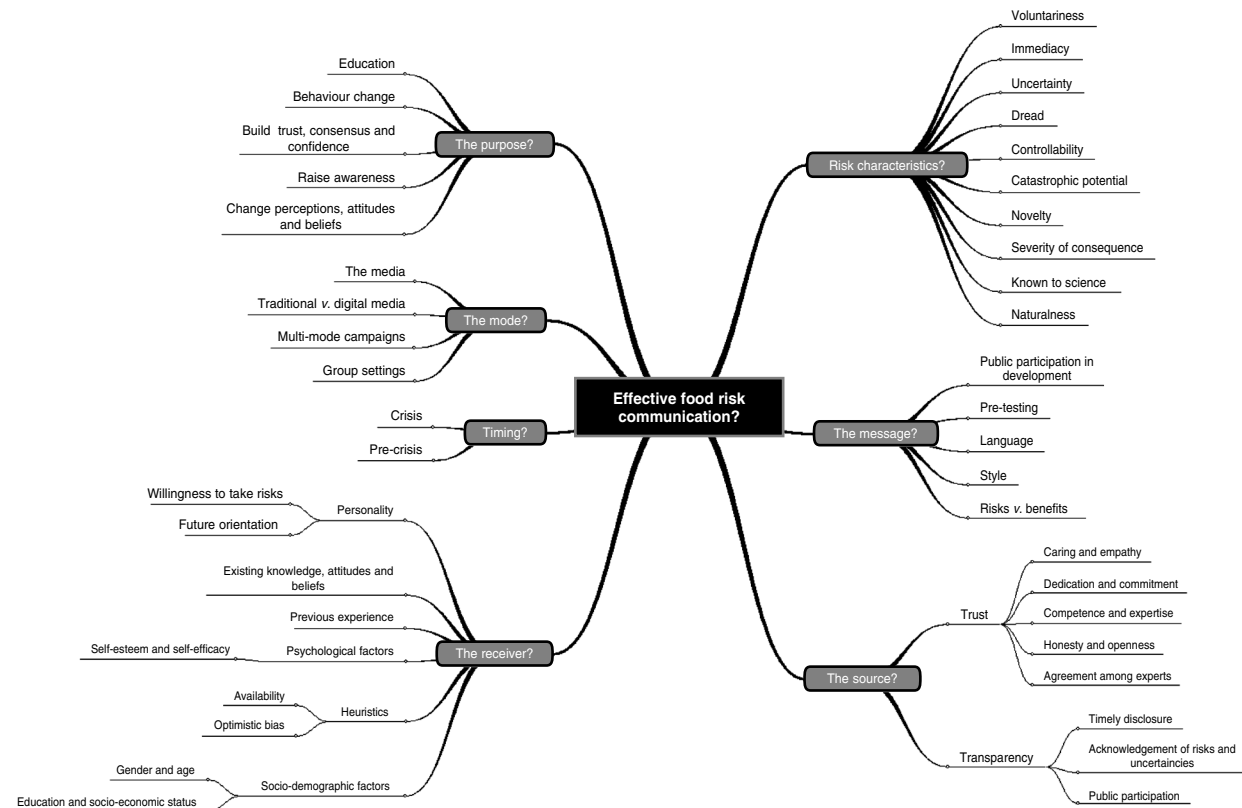 Effective food risk
communication?
The purpose?
Education
Behaviour change
Build trust, consensus and
confidence
Raise awareness
Change perceptions, attitudes
and beliefs
The mode?
The media
Traditional v. digital media
Multi-mode campaigns
Group settings
Timing?
Crisis
Pre-crisis
The receiver?
Personality
Willingness to take risks
Future orientation
Existing knowledge, attitudes and
beliefs
Previous experience
Psychological factors
Self-esteem and self-efficacy
Heuristics
Availability
Optimistic bias
Socio-demographic factors
Gender and age
Education and socio-economic status
Risk characteristics?
Voluntariness
Immediacy
Uncertainty
Dread
Controllability
Catastrophic potential
Novelty
Severity of consequence
Known to science
Naturalness
The message?
Public participation in
development
Pre-testing
Language
Style
Risks v. benefits
The source?
Trust
Caring and empathy
Dedication and commitment
Competence and expertise
Honesty and openness
Agreement among experts
Transparency
Timely disclosure
Acknowledgement of risks and
uncertaincies
Public participation